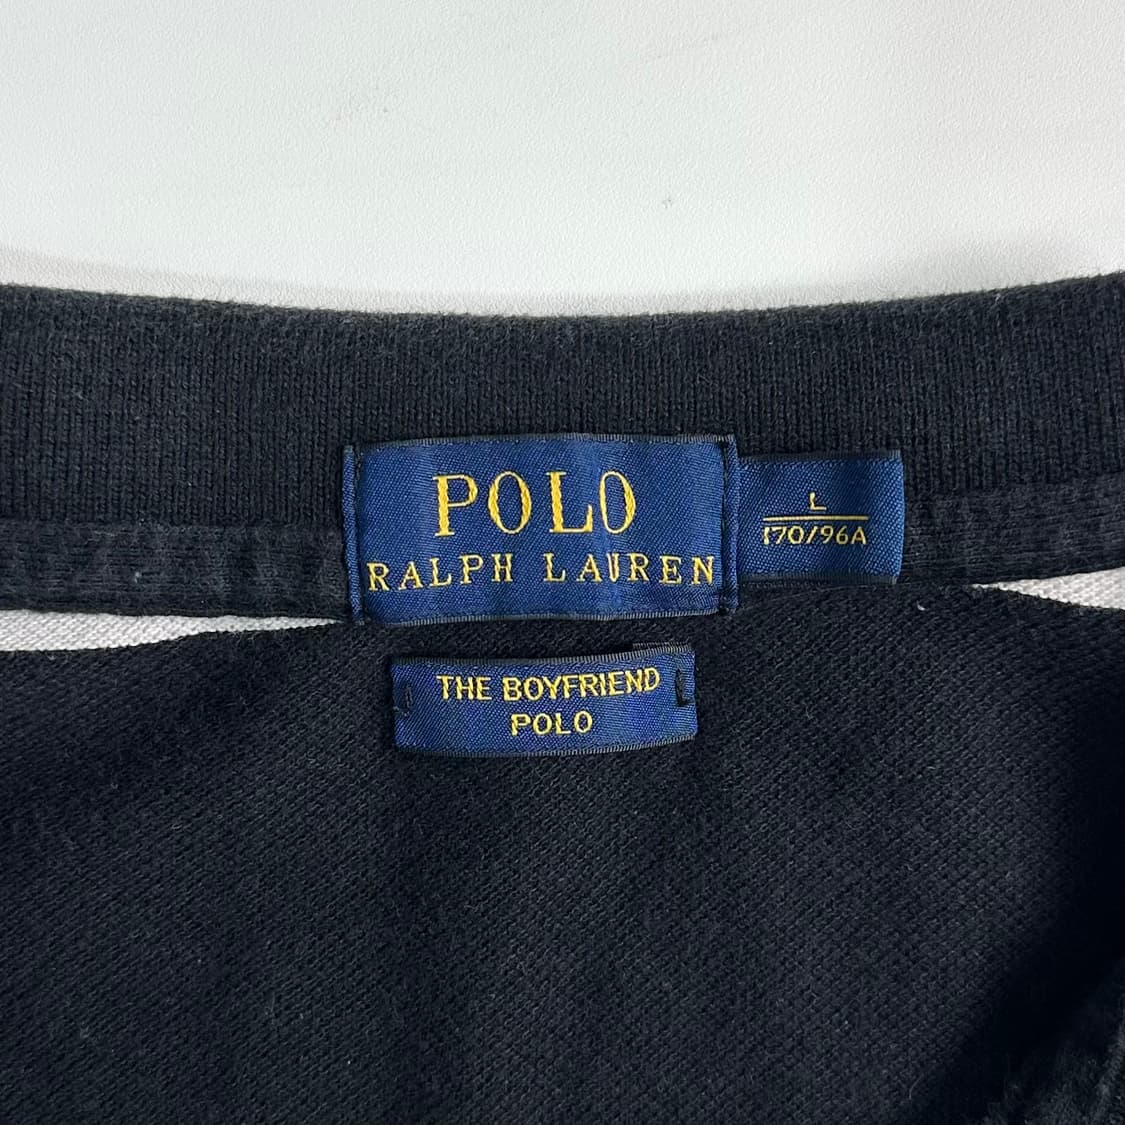 POLO
RALPH LAUREN
L
170/96A
THE BOYFRIEND
POLO